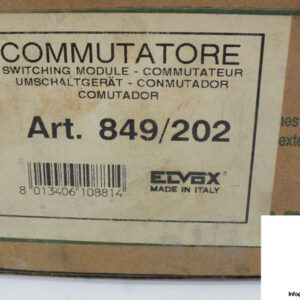 COMMUTATORE
SWITCHING MODULE - COMMUTATEUR
UMSCHALTGERÄT - CONMUTADOR
COMUTADOR
Art. 849/202
8 013406 108814
ELVOX
MADE IN ITALY